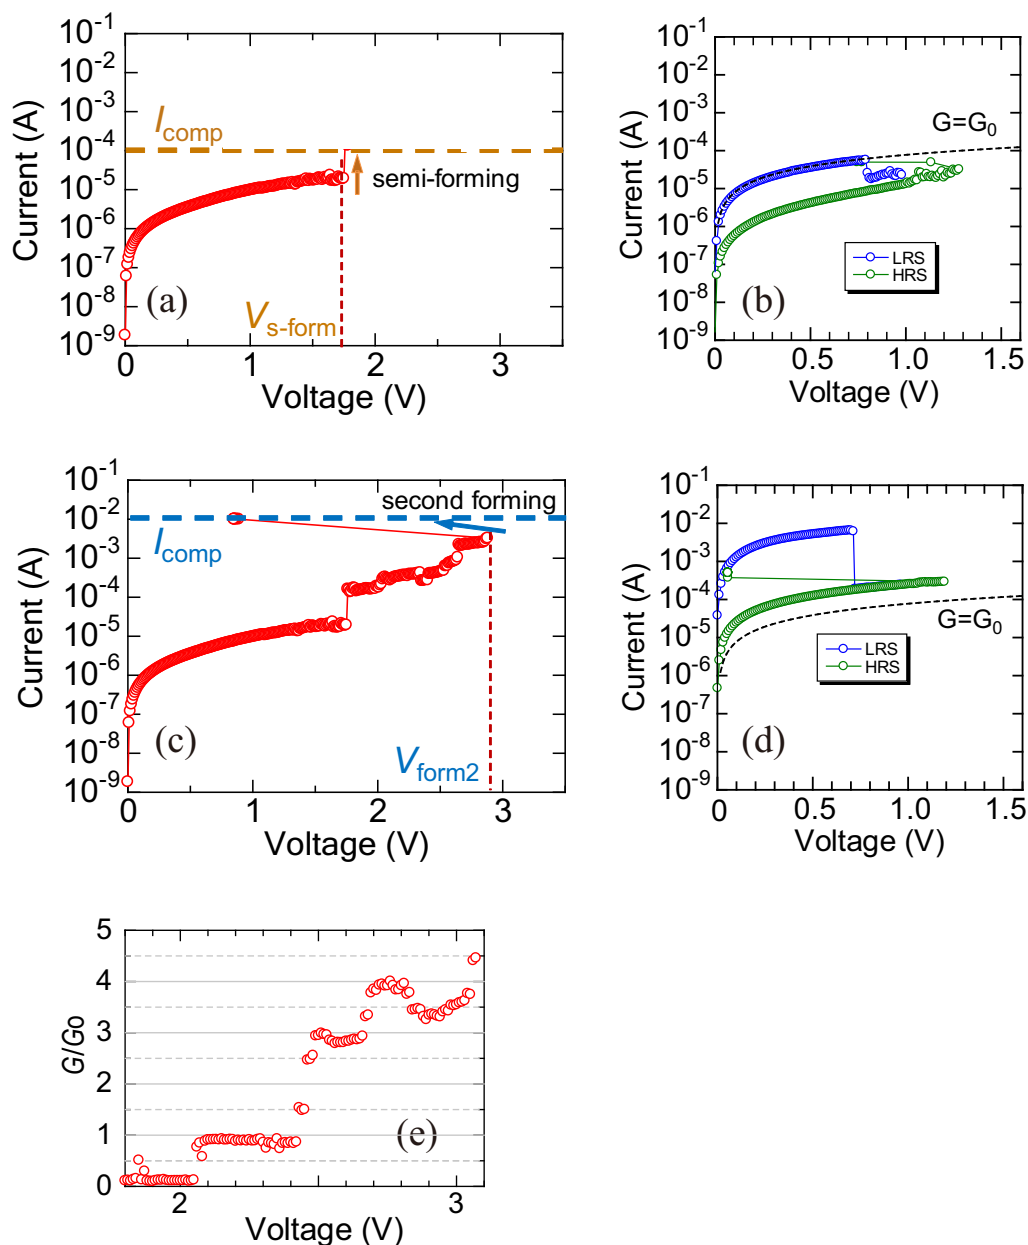 10⁻¹
10⁻²
10⁻³
10⁻⁴
10⁻⁵
10⁻⁶
10⁻⁷
10⁻⁸
10⁻⁹
Current (A)
I comp
semi-forming
(a)
V s-form
0 1 2 3
Voltage (V)
10⁻¹
10⁻²
10⁻³
10⁻⁴
10⁻⁵
10⁻⁶
10⁻⁷
10⁻⁸
10⁻⁹
Current (A)
G=G₀
LRS
HRS
(b)
0 0.5 1.0 1.5
Voltage (V)
10⁻¹
10⁻²
10⁻³
10⁻⁴
10⁻⁵
10⁻⁶
10⁻⁷
10⁻⁸
10⁻⁹
Current (A)
second forming
I comp
(c)
V form2
0 1 2 3
Voltage (V)
10⁻¹
10⁻²
10⁻³
10⁻⁴
10⁻⁵
10⁻⁶
10⁻⁷
10⁻⁸
10⁻⁹
Current (A)
G=G₀
LRS
HRS
(d)
0 0.5 1.0 1.5
Voltage (V)
5
4
3
2
1
0
G/G0
(e)
2 3
Voltage (V)